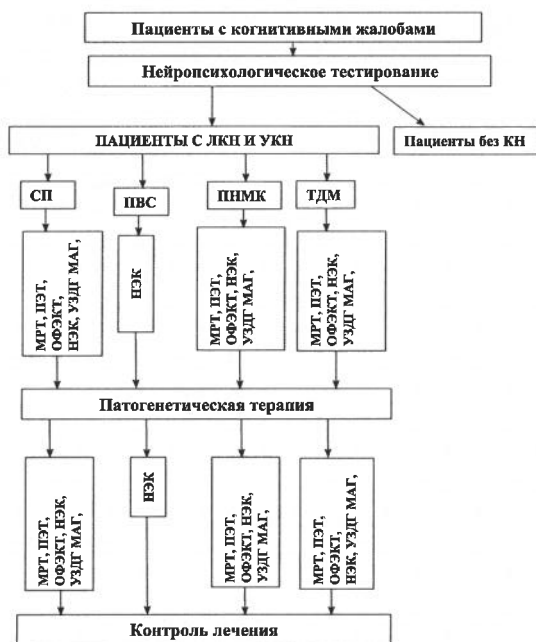 Пациенты с когнитивными жалобами
Нейропсихологическое тестирование
ПАЦИЕНТЫ С ЛКН И УКН
Пациенты без КН
СП
ПВС
ПНМК
ТДМ
МРТ, ПЭТ,
ОФЭКТ,
НЭК, УЗДГ МАГ,
НЭК
МРТ, ПЭТ,
ОФЭКТ, НЭК,
УЗДГ МАГ,
МРТ, ПЭТ,
ОФЭКТ, НЭК,
УЗДГ МАГ,
Патогенетическая терапия
МРТ, ПЭТ,
ОФЭКТ, НЭК,
УЗДГ МАГ,
НЭК
МРТ, ПЭТ,
ОФЭКТ, НЭК,
УЗДГ МАГ,
МРТ, ПЭТ,
ОФЭКТ,
НЭК, УЗДГ МАГ,
Контроль лечения